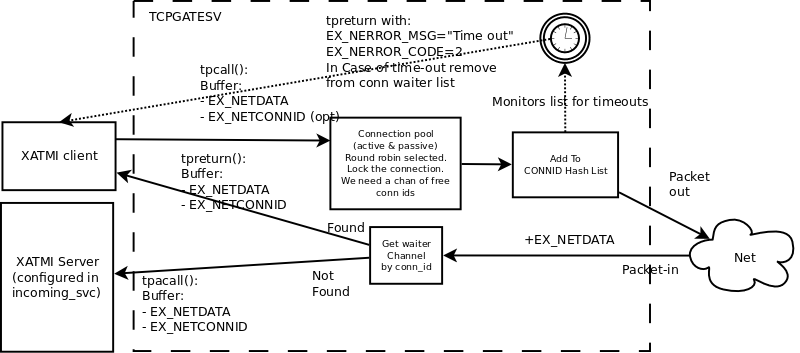 TCPGATESV
tpreturn with:
EX_NERROR_MSG="Time out"
EX_NERROR_CODE=2
In Case of time-out remove
from conn waiter list
tpcall():
Buffer:
- EX_NETDATA
- EX_NETCONNID (opt)
Monitors list for timeouts
XATMI client
Connection pool
(active & passive)
Round robin selected.
Lock the connection.
We need a chan of free
conn ids
Add To
CONNID Hash List
Packet
out
tpreturn():
Buffer:
- EX_NETDATA
- EX_NETCONNID
Found
Get waiter
Channel
by conn_id
+EX_NETDATA
Packet-in
Net
XATMI Server
(configured in
incoming_svc)
Not
Found
tpacall():
Buffer:
- EX_NETDATA
- EX_NETCONNID